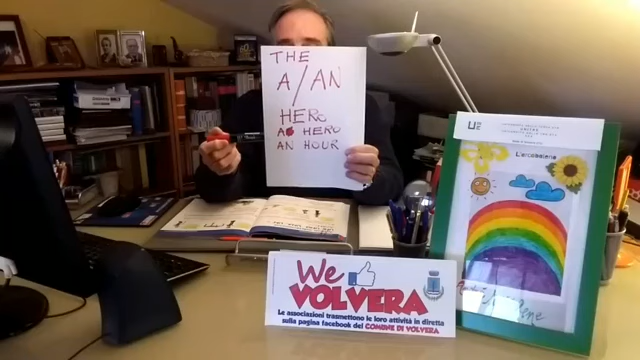 THE
A/AN
HERO
A HERO
AN HOUR
L'arcobaleno
We
VOLVERA
Le associazioni trasmettono le loro attività in diretta
sulla pagina facebook del COMUNE DI VOLVERA